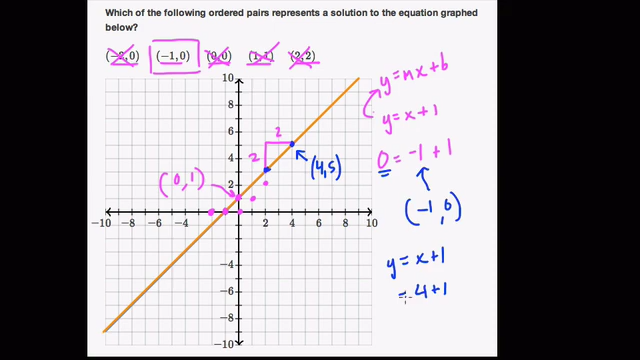 Which of the following ordered pairs represents a solution to the equation graphed
below?
(-2,0) (-1,0) (0,0) (1,1) (2,2)
10
8
6
4
2
-10 -8 -6 -4 -2 0 2 4 6 8 10
-4
-6
-8
-10
2
2
(4,5)
(0,1)
y=mx+b
y=x+1
0 = -1 + 1
(-1, 0)
y = x+1
= 4+1